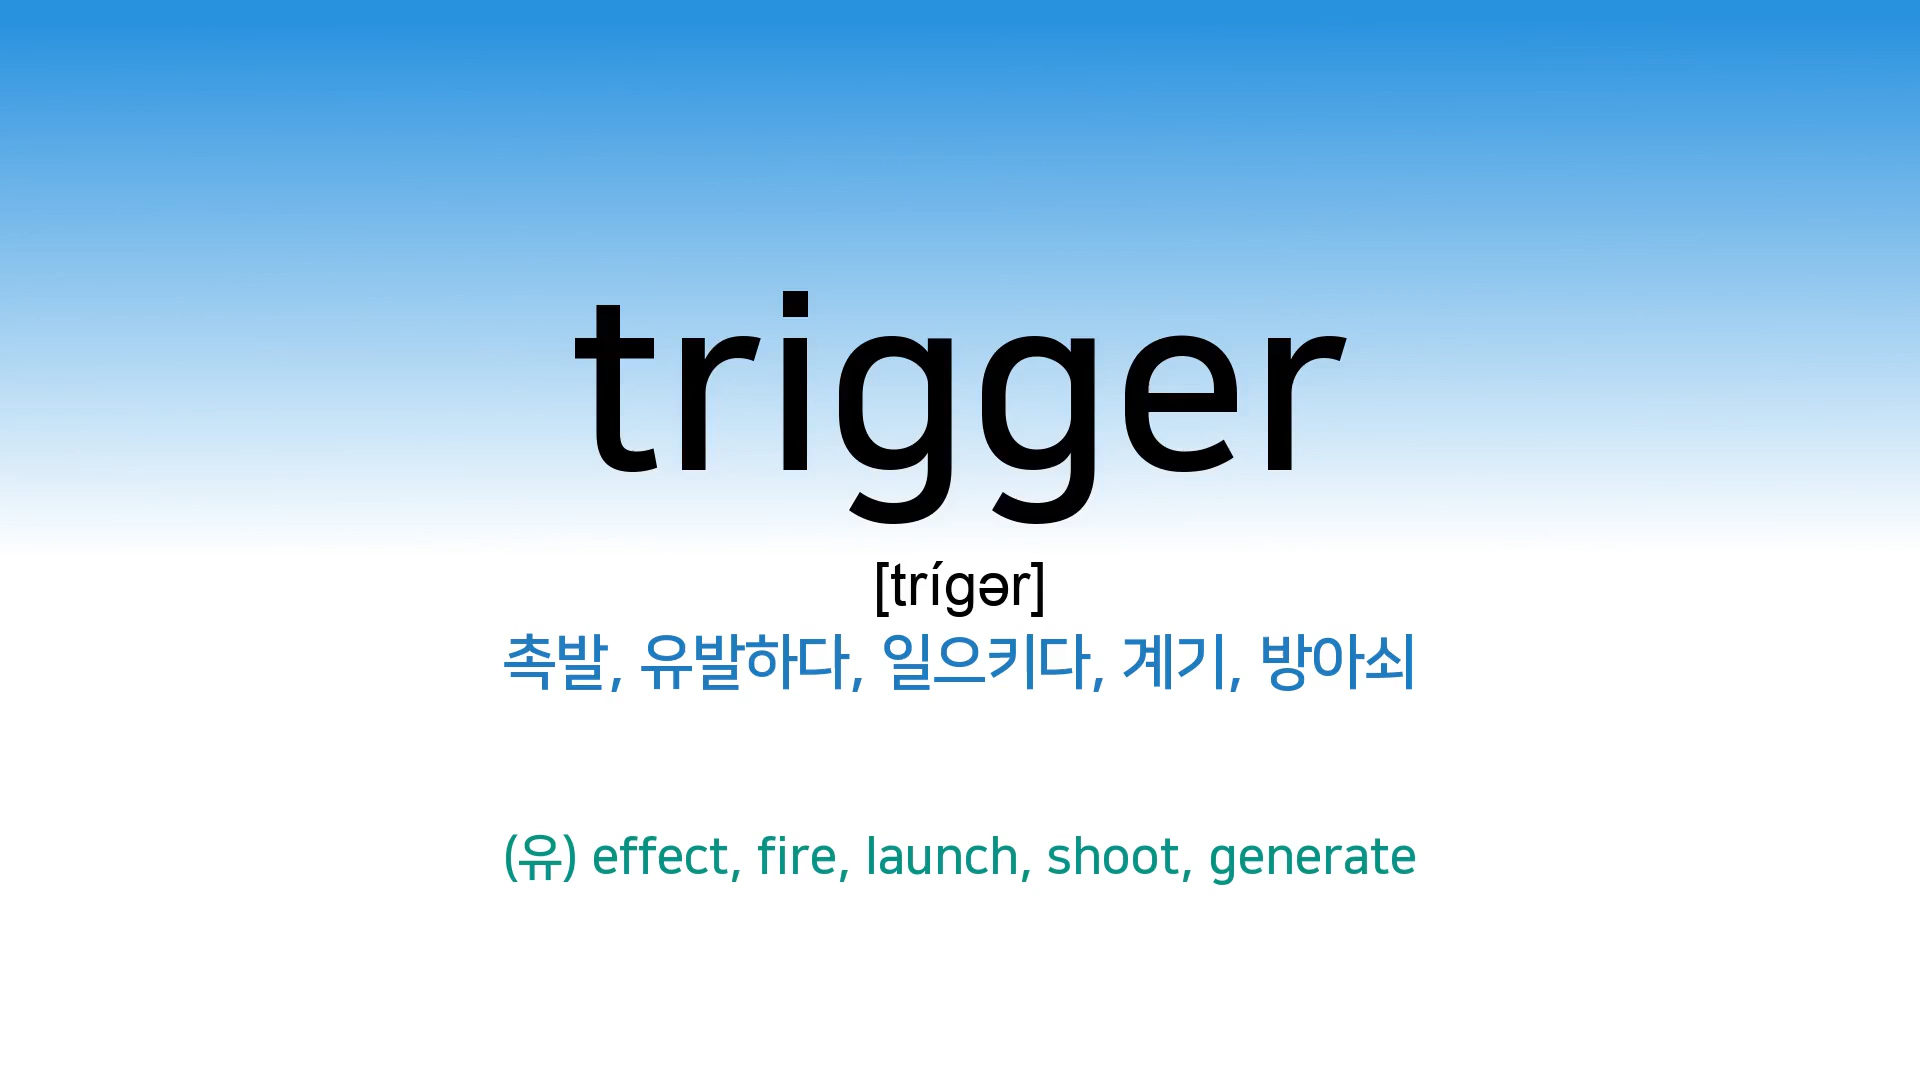 trigger
[trígər]
촉발, 유발하다, 일으키다, 계기, 방아쇠
(유) effect, fire, launch, shoot, generate